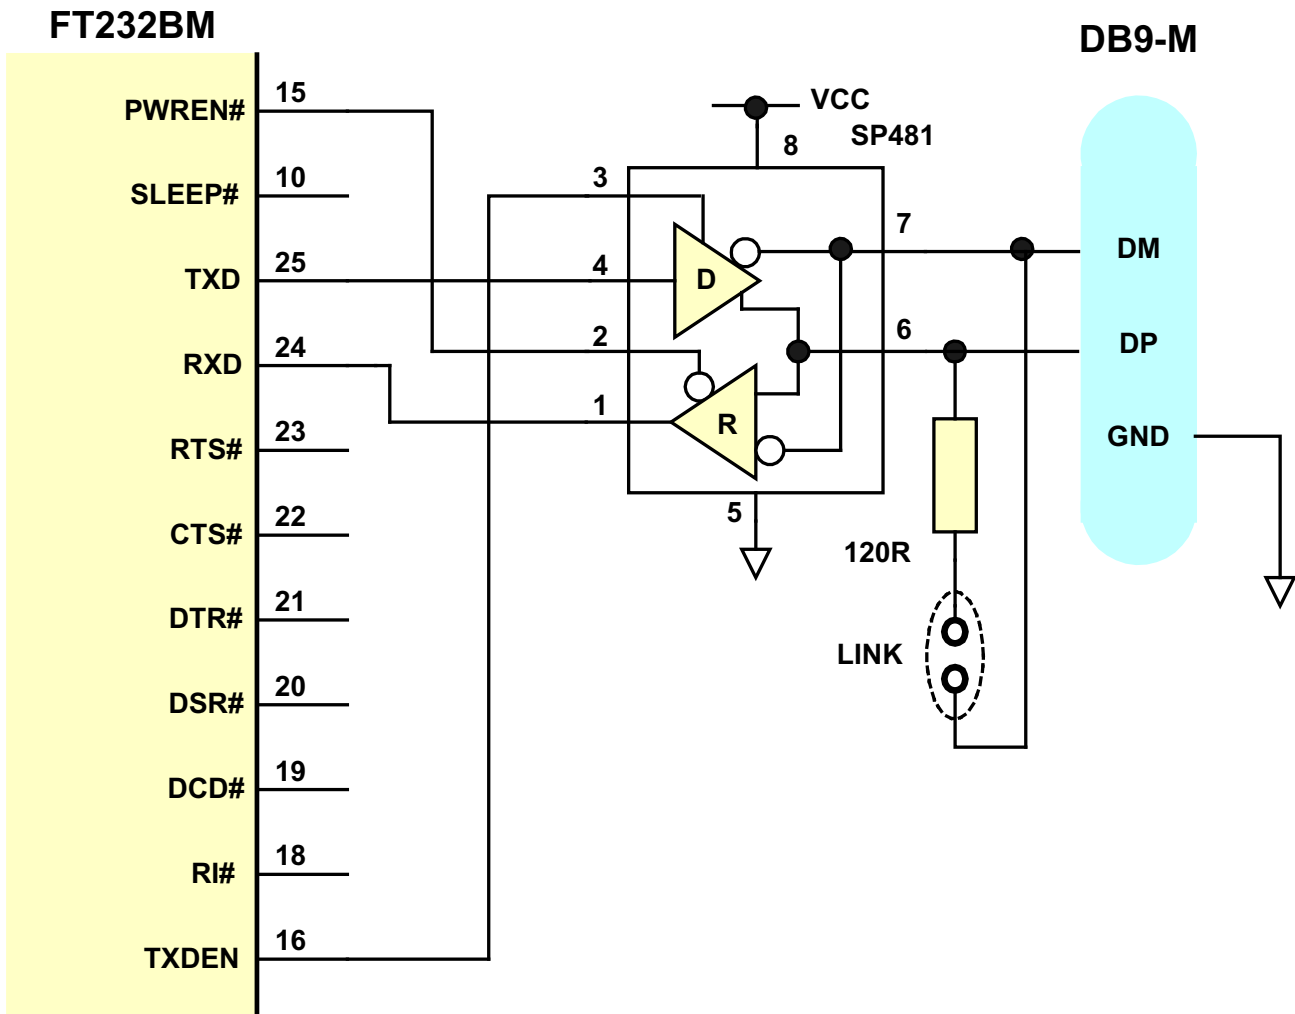 FT232BM
DB9-M
PWREN# 15
VCC
SP481
8
SLEEP# 10
3
7
DM
TXD 25
4
D
6
DP
RXD 24
2
1
R
GND
RTS# 23
5
CTS# 22
120R
DTR# 21
LINK
DSR# 20
DCD# 19
RI# 18
TXDEN 16